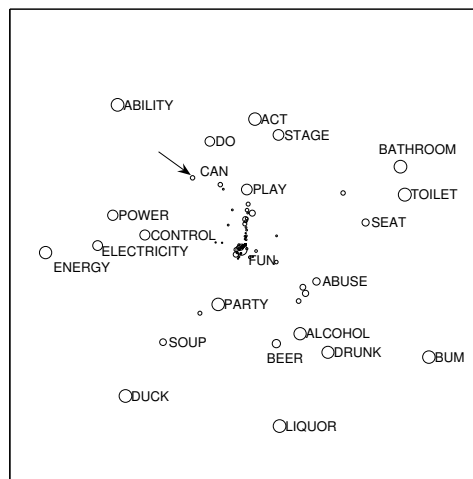 ABILITY
ACT
DO
STAGE
BATHROOM
CAN
PLAY
TOILET
POWER
SEAT
CONTROL
ELECTRICITY
FUN
ENERGY
ABUSE
PARTY
ALCOHOL
SOUP
BEER
DRUNK
BUM
DUCK
LIQUOR